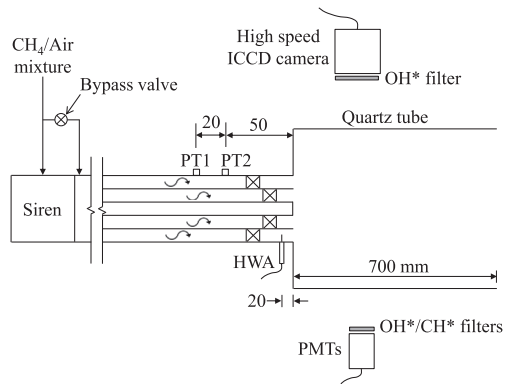 High speed
ICCD camera
OH* filter
CH₄/Air
mixture
Bypass valve
20
50
Quartz tube
PT1
PT2
Siren
HWA
700 mm
20
OH*/CH* filters
PMTs